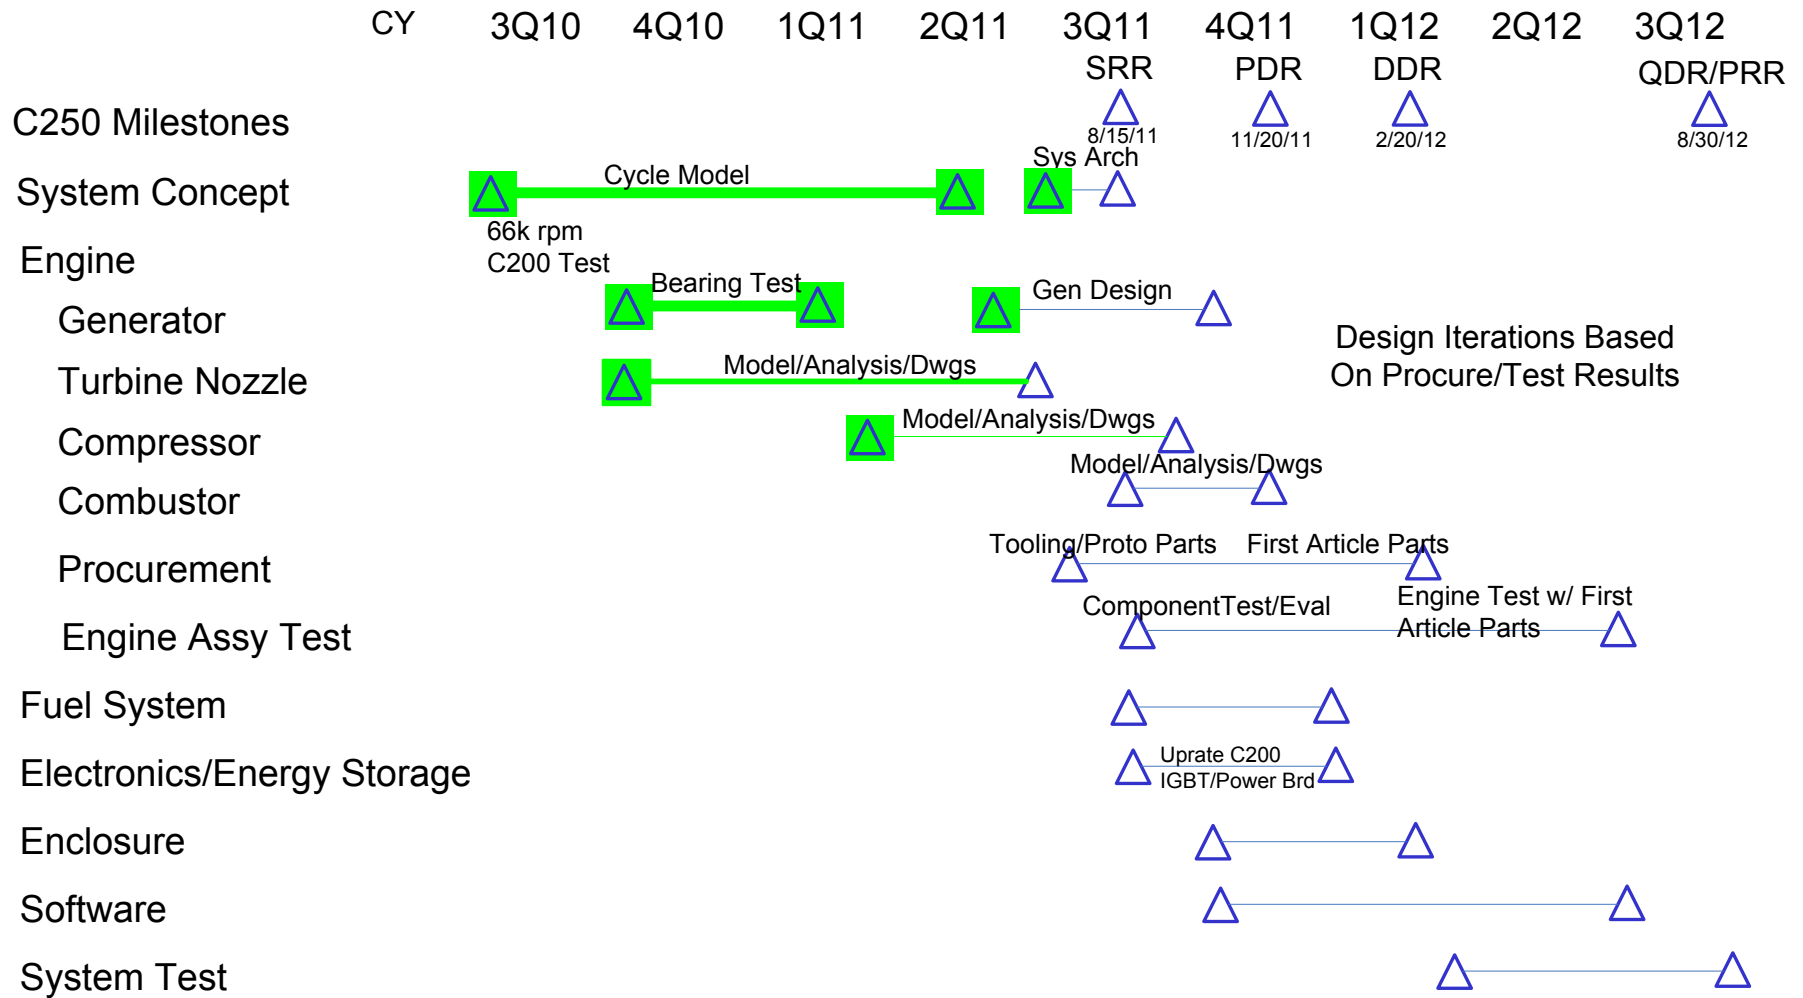 CY 3Q10 4Q10 1Q11 2Q11 3Q11 4Q11 1Q12 2Q12 3Q12
SRR PDR DDR QDR/PRR
C250 Milestones
8/15/11 11/20/11 2/20/12 8/30/12
Sys Arch
System Concept Cycle Model
66k rpm
C200 Test
Engine
Bearing Test Gen Design
Generator
Design Iterations Based
On Procure/Test Results
Turbine Nozzle Model/Analysis/Dwgs
Compressor Model/Analysis/Dwgs
Model/Analysis/Dwgs
Combustor
Tooling/Proto Parts First Article Parts
Procurement
ComponentTest/Eval Engine Test w/ First
Article Parts
Engine Assy Test
Fuel System
Uprate C200
IGBT/Power Brd
Electronics/Energy Storage
Enclosure
Software
System Test